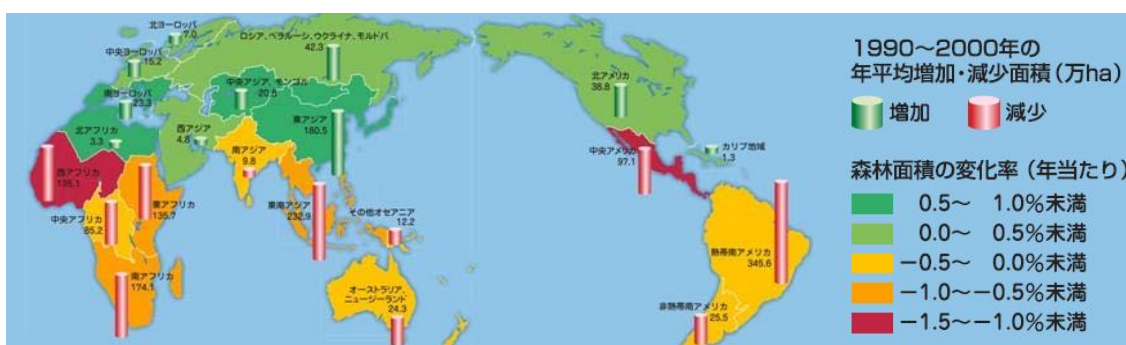 北ヨーロッパ
7.0
中央ヨーロッパ
15.2
南ヨーロッパ
23.3
ロシア、ベラルーシ、ウクライナ、モルドバ
42.3
中央アジア、モンゴル
20.5
東アジア
180.5
西アジア
4.8
南アジア
9.8
北アフリカ
3.3
西アフリカ
135.1
東アフリカ
135.7
中央アフリカ
85.2
南アフリカ
174.1
東南アジア
232.9
その他オセアニア
12.2
オーストラリア、
ニュージーランド
24.3
北アメリカ
38.8
中央アメリカ
97.1
カリブ地域
1.3
熱帯南アメリカ
345.6
非熱帯南アメリカ
25.5
1990〜2000年の
年平均増加・減少面積(万ha)
増加 減少
森林面積の変化率(年当たり)
0.5〜 1.0%未満
0.0〜 0.5%未満
−0.5〜 0.0%未満
−1.0〜−0.5%未満
−1.5〜−1.0%未満